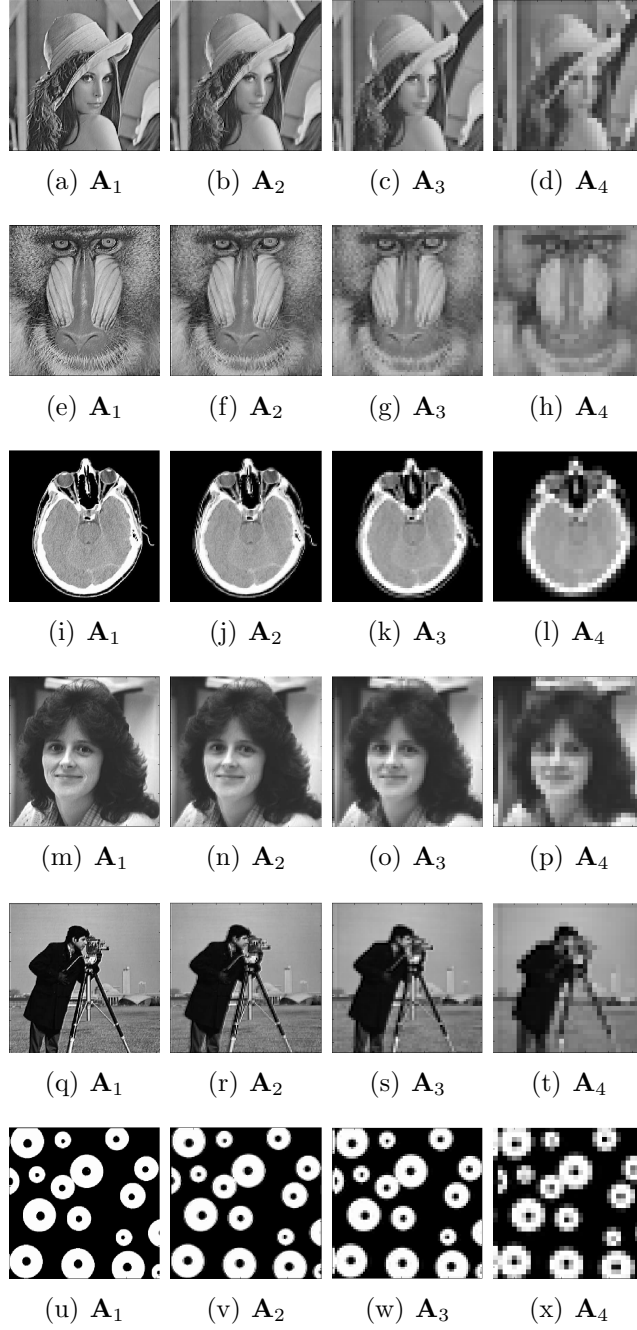 (a) A₁ (b) A₂ (c) A₃ (d) A₄
(e) A₁ (f) A₂ (g) A₃ (h) A₄
(i) A₁ (j) A₂ (k) A₃ (l) A₄
(m) A₁ (n) A₂ (o) A₃ (p) A₄
(q) A₁ (r) A₂ (s) A₃ (t) A₄
(u) A₁ (v) A₂ (w) A₃ (x) A₄